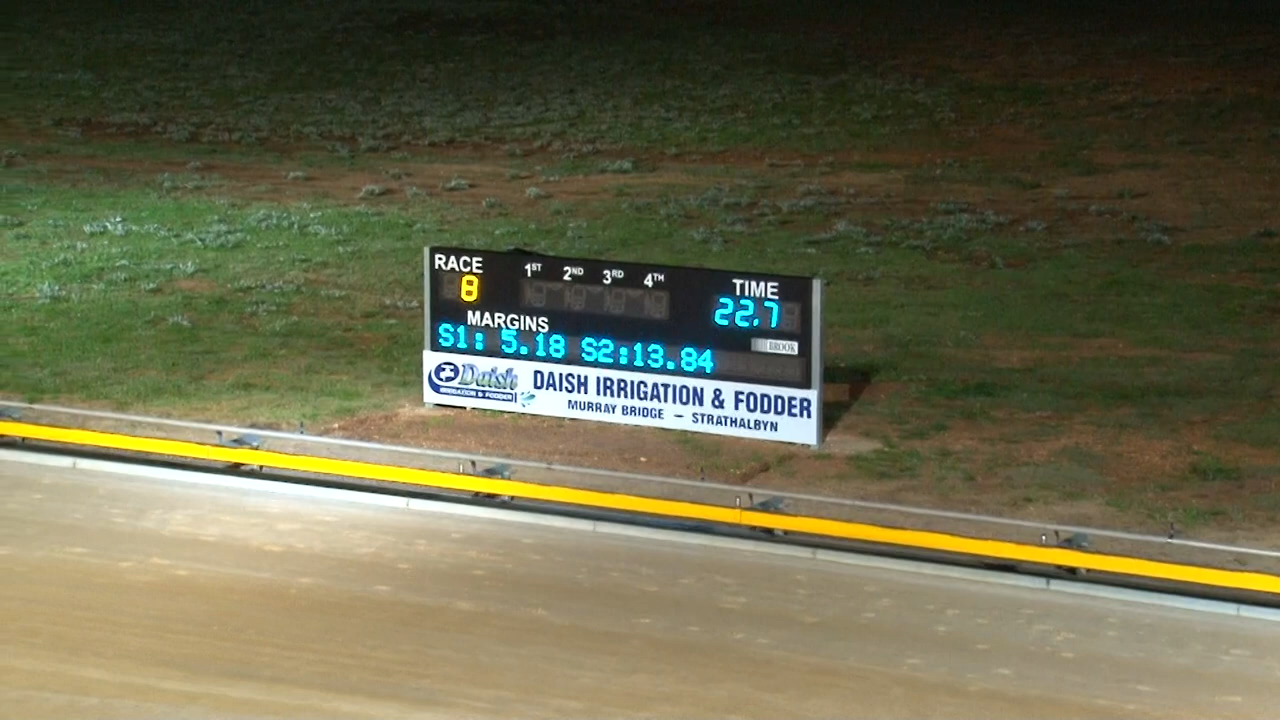 RACE 1ST 2ND 3RD 4TH TIME
8 22.7
MARGINS
BROOK
S1: 5.18 S2:13.84
Daish
IRRIGATION & FODDER
DAISH IRRIGATION & FODDER
MURRAY BRIDGE – STRATHALBYN